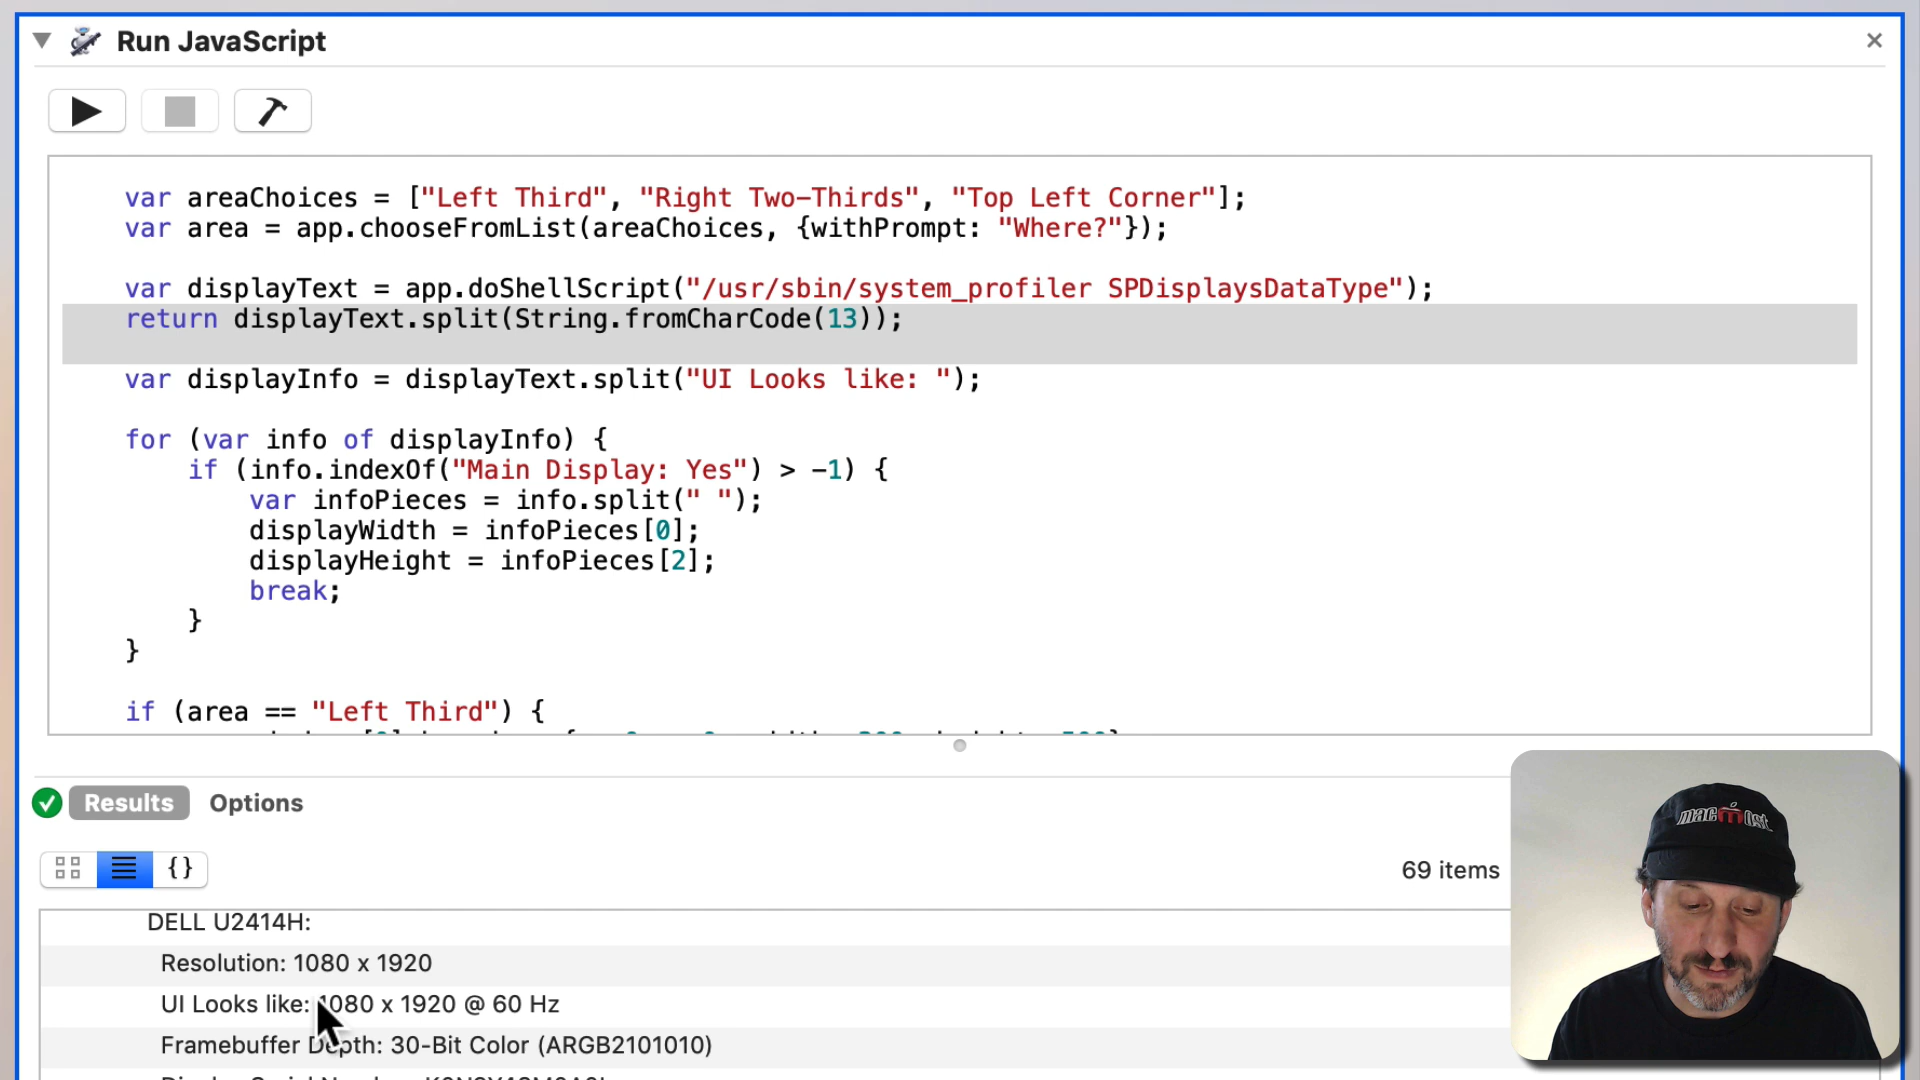 Run JavaScript
var areaChoices = ["Left Third", "Right Two-Thirds", "Top Left Corner"];
var area = app.chooseFromList(areaChoices, {withPrompt: "Where?"});
var displayText = app.doShellScript("/usr/sbin/system_profiler SPDisplaysDataType");
return displayText.split(String.fromCharCode(13));
var displayInfo = displayText.split("UI Looks like: ");
for (var info of displayInfo) {
if (info.indexOf("Main Display: Yes") > -1) {
var infoPieces = info.split(" ");
displayWidth = infoPieces[0];
displayHeight = infoPieces[2];
break;
}
}
if (area == "Left Third") {
Results Options
{}
69 items
macmost
DELL U2414H:
Resolution: 1080 x 1920
UI Looks like: 1080 x 1920 @ 60 Hz
Framebuffer Depth: 30-Bit Color (ARGB2101010)